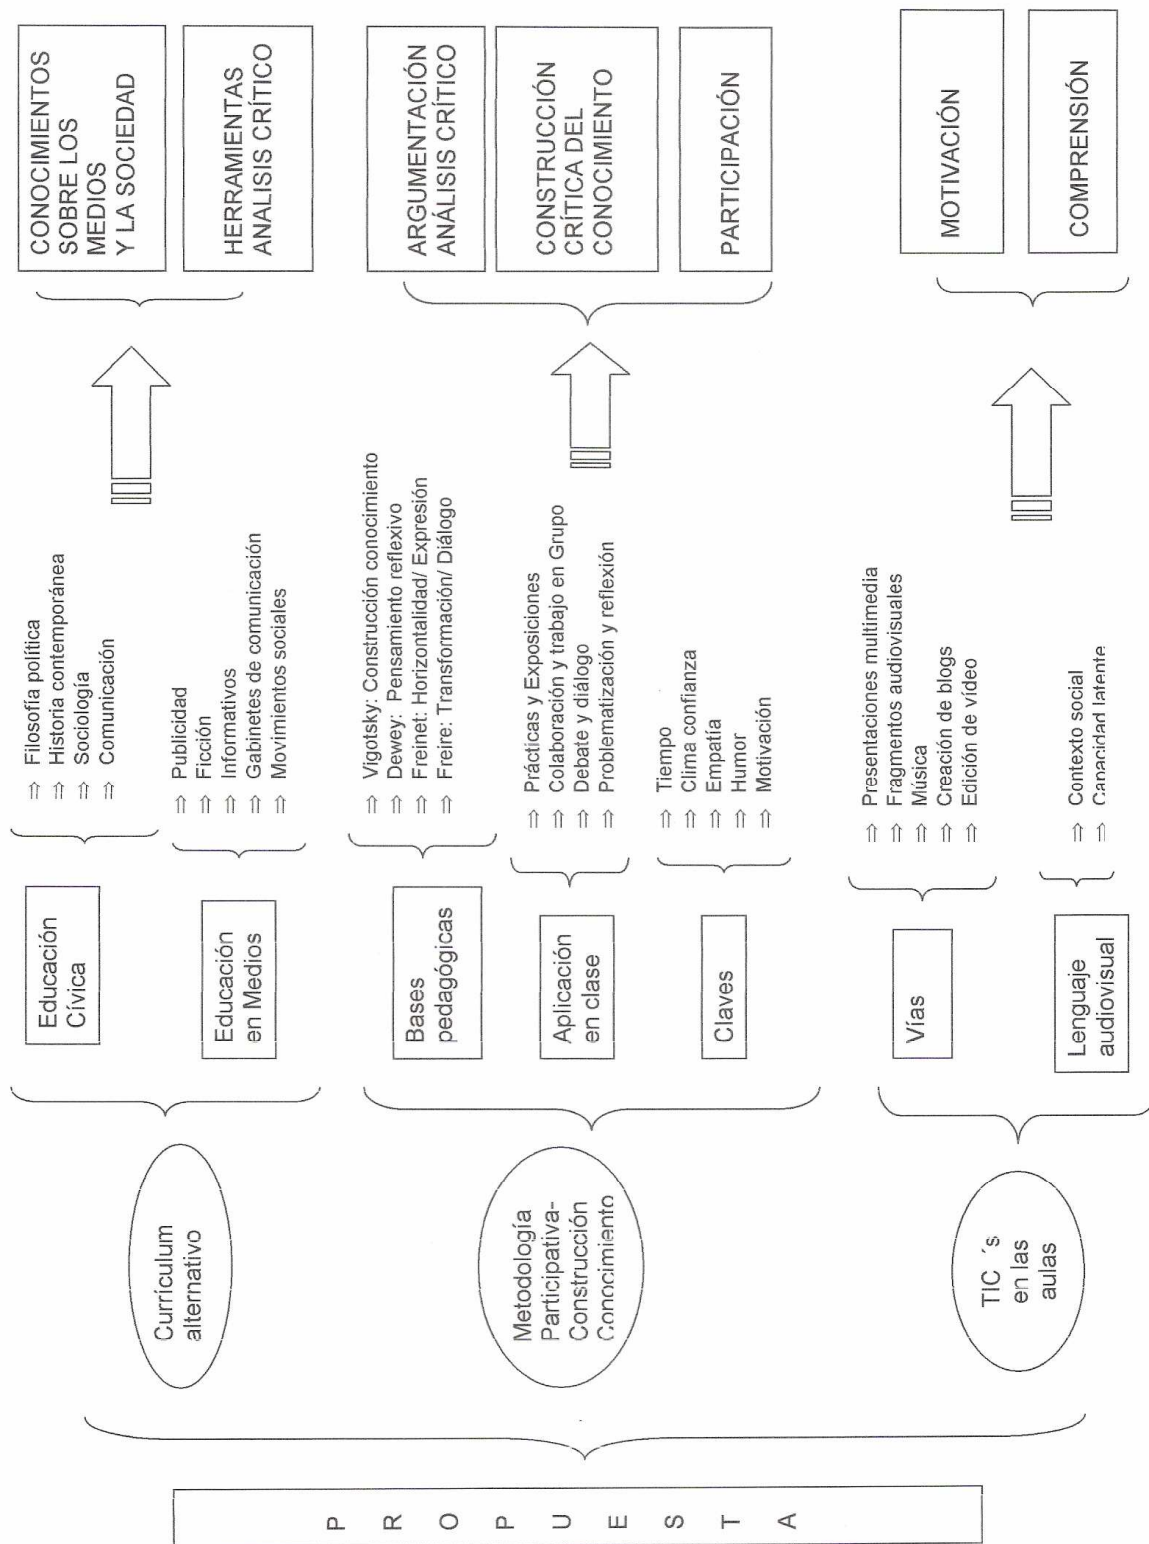 P R O P U E S T A
Currículum
alternativo
Educación
Cívica
⇒ Filosofía política
⇒ Historia contemporánea
⇒ Sociología
⇒ Comunicación
Educación
en Medios
⇒ Publicidad
⇒ Ficción
⇒ Informativos
⇒ Gabinetes de comunicación
⇒ Movimientos sociales
CONOCIMIENTOS
SOBRE LOS
MEDIOS
Y LA SOCIEDAD
HERRAMIENTAS
ANALISIS CRÍTICO
Metodología
Participativa-
Construcción
Conocimiento
Bases
pedagógicas
⇒ Vigotsky: Construcción conocimiento
⇒ Dewey: Pensamiento reflexivo
⇒ Freinet: Horizontalidad/ Expresión
⇒ Freire: Transformación/ Diálogo
Aplicación
en clase
⇒ Prácticas y Exposiciones
⇒ Colaboración y trabajo en Grupo
⇒ Debate y diálogo
⇒ Problematización y reflexión
Claves
⇒ Tiempo
⇒ Clima confianza
⇒ Empatía
⇒ Humor
⇒ Motivación
ARGUMENTACIÓN
ANÁLISIS CRÍTICO
CONSTRUCCIÓN
CRÍTICA DEL
CONOCIMIENTO
PARTICIPACIÓN
TIC ´s
en las
aulas
Vías
⇒ Presentaciones multimedia
⇒ Fragmentos audiovisuales
⇒ Música
⇒ Creación de blogs
⇒ Edición de vídeo
Lenguaje
audiovisual
⇒ Contexto social
⇒ Capacidad latente
MOTIVACIÓN
COMPRENSIÓN